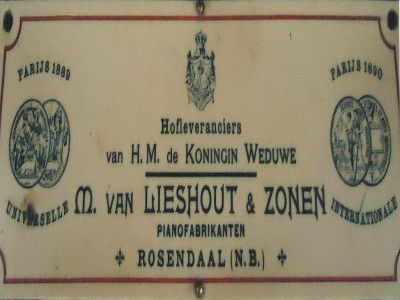 PARIJS 1889
PARIJS 1890
Hofleveranciers
van H.M. de KONINGIN WEDUWE
UNIVERSELLE
M. VAN LIESHOUT & ZONEN
INTERNATIONALE
PIANOFABRIKANTEN
ROSENDAAL (N.B.)